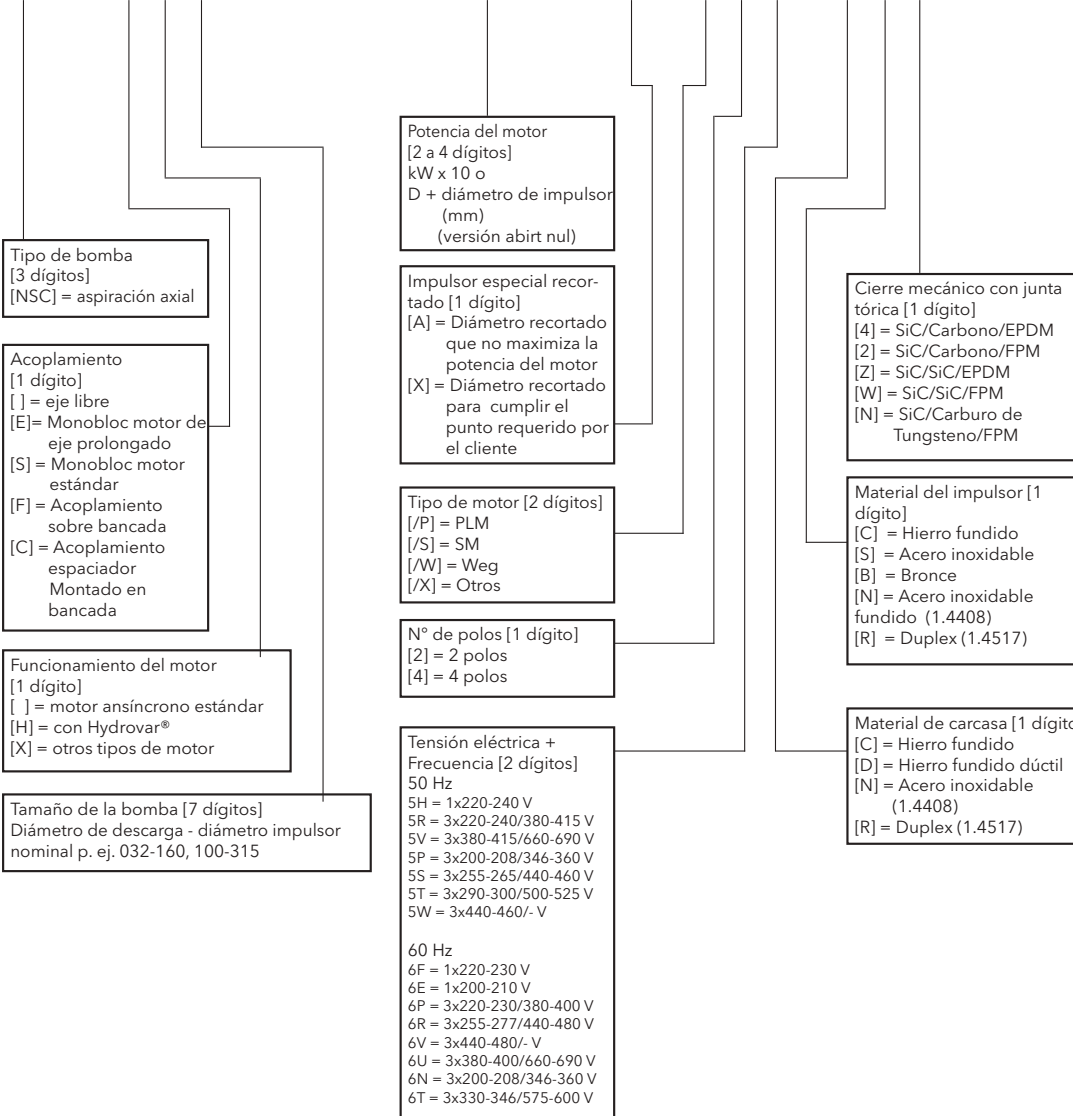 Tipo de bomba
[3 dígitos]
[NSC] = aspiración axial
Acoplamiento
[1 dígito]
[ ] = eje libre
[E]= Monobloc motor de
eje prolongado
[S] = Monobloc motor
estándar
[F] = Acoplamiento
sobre bancada
[C] = Acoplamiento
espaciador
Montado en
bancada
Funcionamiento del motor
[1 dígito]
[ ] = motor ansíncrono estándar
[H] = con Hydrovar®
[X] = otros tipos de motor
Tamaño de la bomba [7 dígitos]
Diámetro de descarga - diámetro impulsor
nominal p. ej. 032-160, 100-315
Potencia del motor
[2 a 4 dígitos]
kW x 10 o
D + diámetro de impulsor
(mm)
(versión abirt nul)
Impulsor especial recor-
tado [1 dígito]
[A] = Diámetro recortado
que no maximiza la
potencia del motor
[X] = Diámetro recortado
para cumplir el
punto requerido por
el cliente
Tipo de motor [2 dígitos]
[/P] = PLM
[/S] = SM
[/W] = Weg
[/X] = Otros
N° de polos [1 dígito]
[2] = 2 polos
[4] = 4 polos
Tensión eléctrica +
Frecuencia [2 dígitos]
50 Hz
5H = 1x220-240 V
5R = 3x220-240/380-415 V
5V = 3x380-415/660-690 V
5P = 3x200-208/346-360 V
5S = 3x255-265/440-460 V
5T = 3x290-300/500-525 V
5W = 3x440-460/- V
60 Hz
6F = 1x220-230 V
6E = 1x200-210 V
6P = 3x220-230/380-400 V
6R = 3x255-277/440-480 V
6V = 3x440-480/- V
6U = 3x380-400/660-690 V
6N = 3x200-208/346-360 V
6T = 3x330-346/575-600 V
Cierre mecánico con junta
tórica [1 dígito]
[4] = SiC/Carbono/EPDM
[2] = SiC/Carbono/FPM
[Z] = SiC/SiC/EPDM
[W] = SiC/SiC/FPM
[N] = SiC/Carburo de
Tungsteno/FPM
Material del impulsor [1
dígito]
[C] = Hierro fundido
[S] = Acero inoxidable
[B] = Bronce
[N] = Acero inoxidable
fundido (1.4408)
[R] = Duplex (1.4517)
Material de carcasa [1 dígito
[C] = Hierro fundido
[D] = Hierro fundido dúctil
[N] = Acero inoxidable
(1.4408)
[R] = Duplex (1.4517)